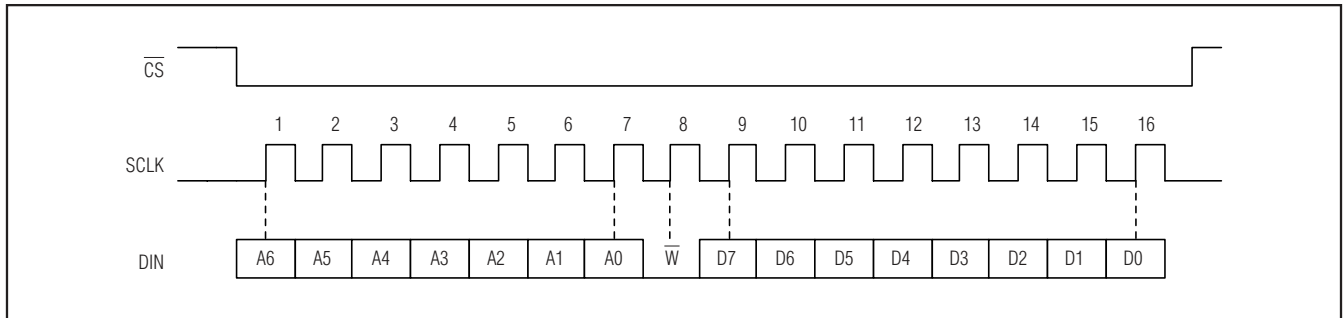 C̅S̅
1 2 3 4 5 6 7 8 9 10 11 12 13 14 15 16
SCLK
DIN A6 A5 A4 A3 A2 A1 A0 W̅ D7 D6 D5 D4 D3 D2 D1 D0